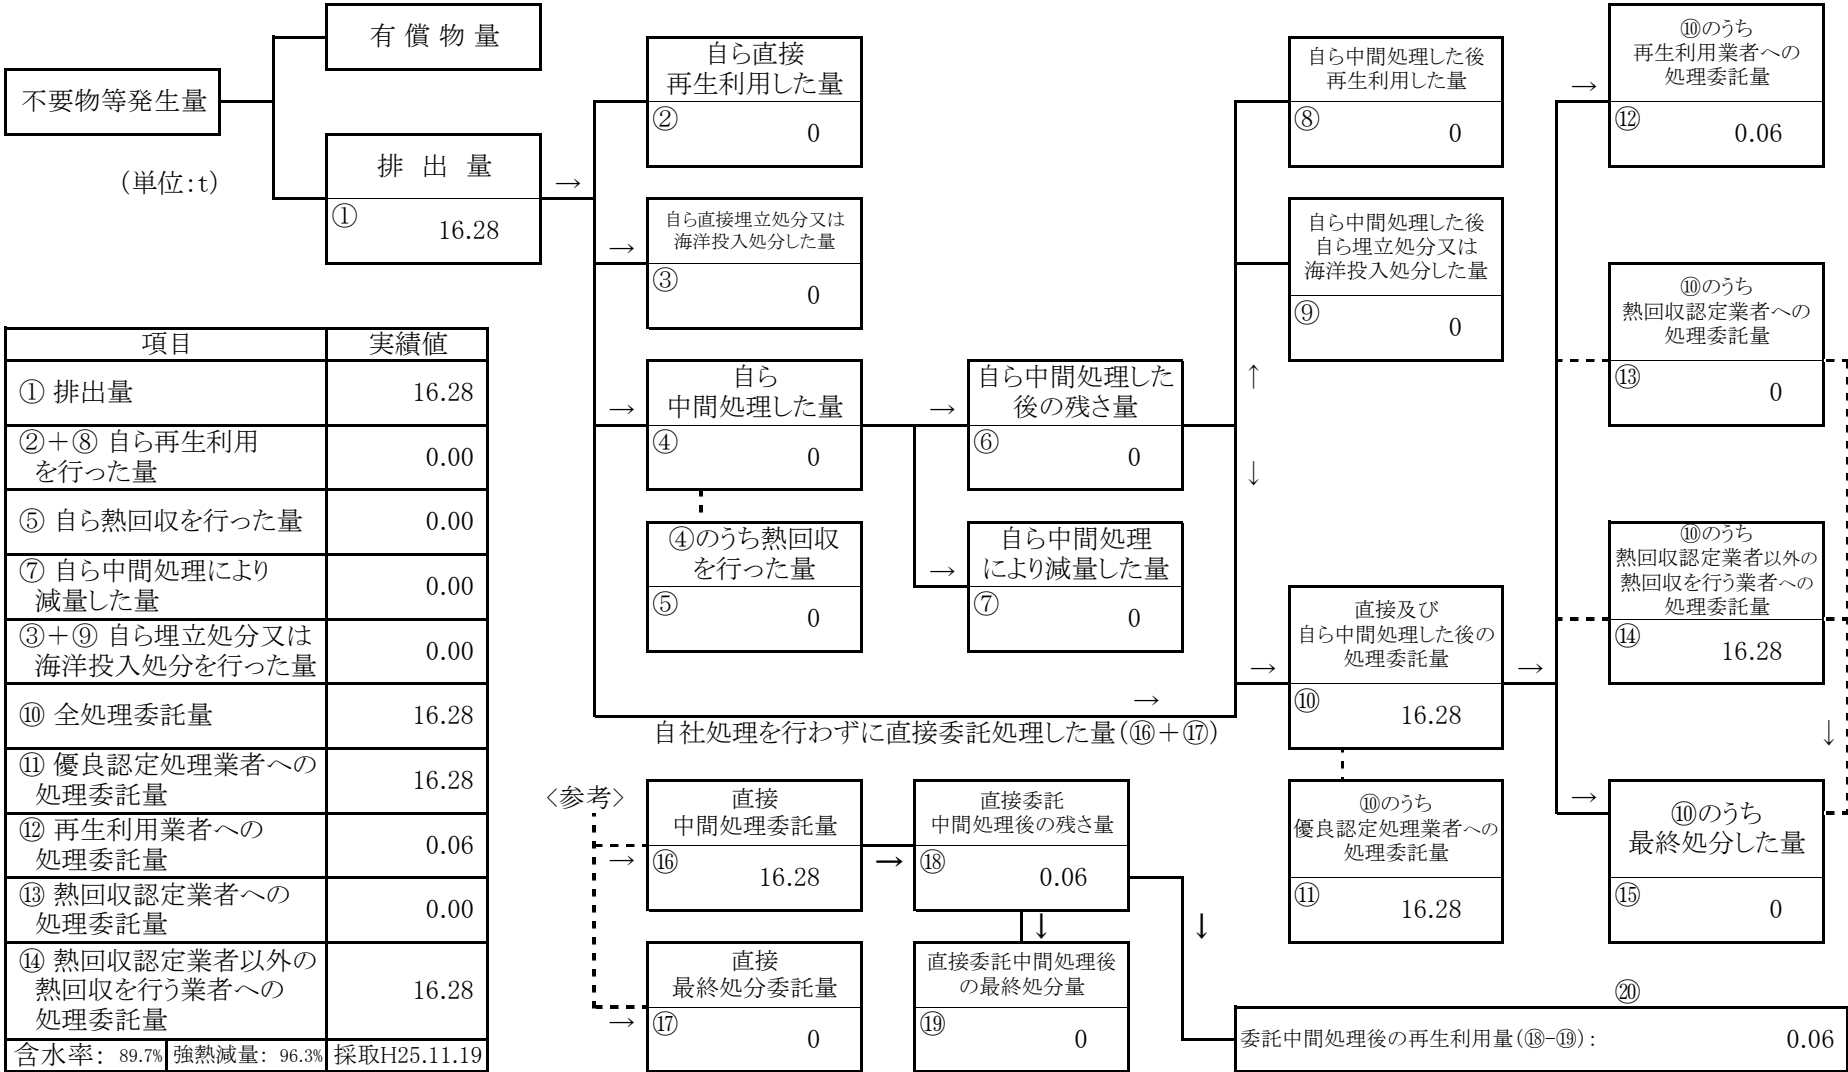 不要物等発生量
有 償 物 量
(単位:t)
排 出 量
①
16.28
→
自ら直接
再生利用した量
②
0
→
自ら直接埋立処分又は
海洋投入処分した量
③
0
→
自ら
中間処理した量
④
0
④のうち熱回収
を行った量
⑤
0
→
自ら中間処理した
後の残さ量
⑥
0
→
自ら中間処理
により減量した量
⑦
0
↑
↓
自ら中間処理した後
再生利用した量
⑧
0
自ら中間処理した後
自ら埋立処分又は
海洋投入処分した量
⑨
0
→
自社処理を行わずに直接委託処理した量(⑯+⑰)
→
直接及び
自ら中間処理した後の
処理委託量
⑩
16.28
⑩のうち
優良認定処理業者への
処理委託量
⑪
16.28
→
→
⑩のうち
再生利用業者への
処理委託量
⑫
0.06
⑩のうち
熱回収認定業者への
処理委託量
⑬
0
⑩のうち
熱回収認定業者以外の
熱回収を行う業者への
処理委託量
⑭
16.28
↓
→
⑩のうち
最終処分した量
⑮
0
項目 実績値
① 排出量 16.28
②+⑧ 自ら再生利用
を行った量 0.00
⑤ 自ら熱回収を行った量 0.00
⑦ 自ら中間処理により
減量した量 0.00
③+⑨ 自ら埋立処分又は
海洋投入処分を行った量 0.00
⑩ 全処理委託量 16.28
⑪ 優良認定処理業者への
処理委託量 16.28
⑫ 再生利用業者への
処理委託量 0.06
⑬ 熱回収認定業者への
処理委託量 0.00
⑭ 熱回収認定業者以外の
熱回収を行う業者への
処理委託量 16.28
含水率: 89.7% 強熱減量: 96.3% 採取H25.11.19
<参考>
→
直接
中間処理委託量
⑯
16.28
→
直接
最終処分委託量
⑰
0
→
直接委託
中間処理後の残さ量
⑱
0.06
↓
直接委託中間処理後
の最終処分量
⑲
0
↓
⑳
委託中間処理後の再生利用量(⑱-⑲): 0.06